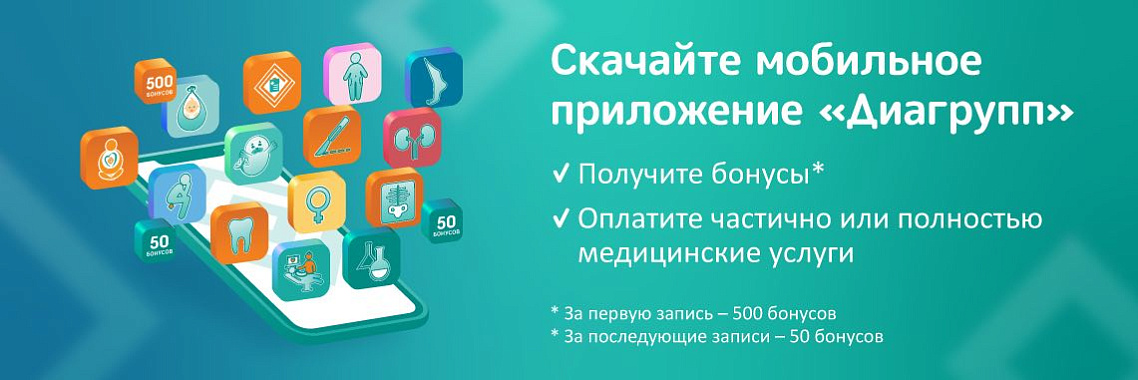 500
БОНУСОВ
50
БОНУСОВ
50
БОНУСОВ
Скачайте мобильное
приложение «Диагрупп»
✓ Получите бонусы*
✓ Оплатите частично или полностью
медицинские услуги
* За первую запись – 500 бонусов
* За последующие записи – 50 бонусов